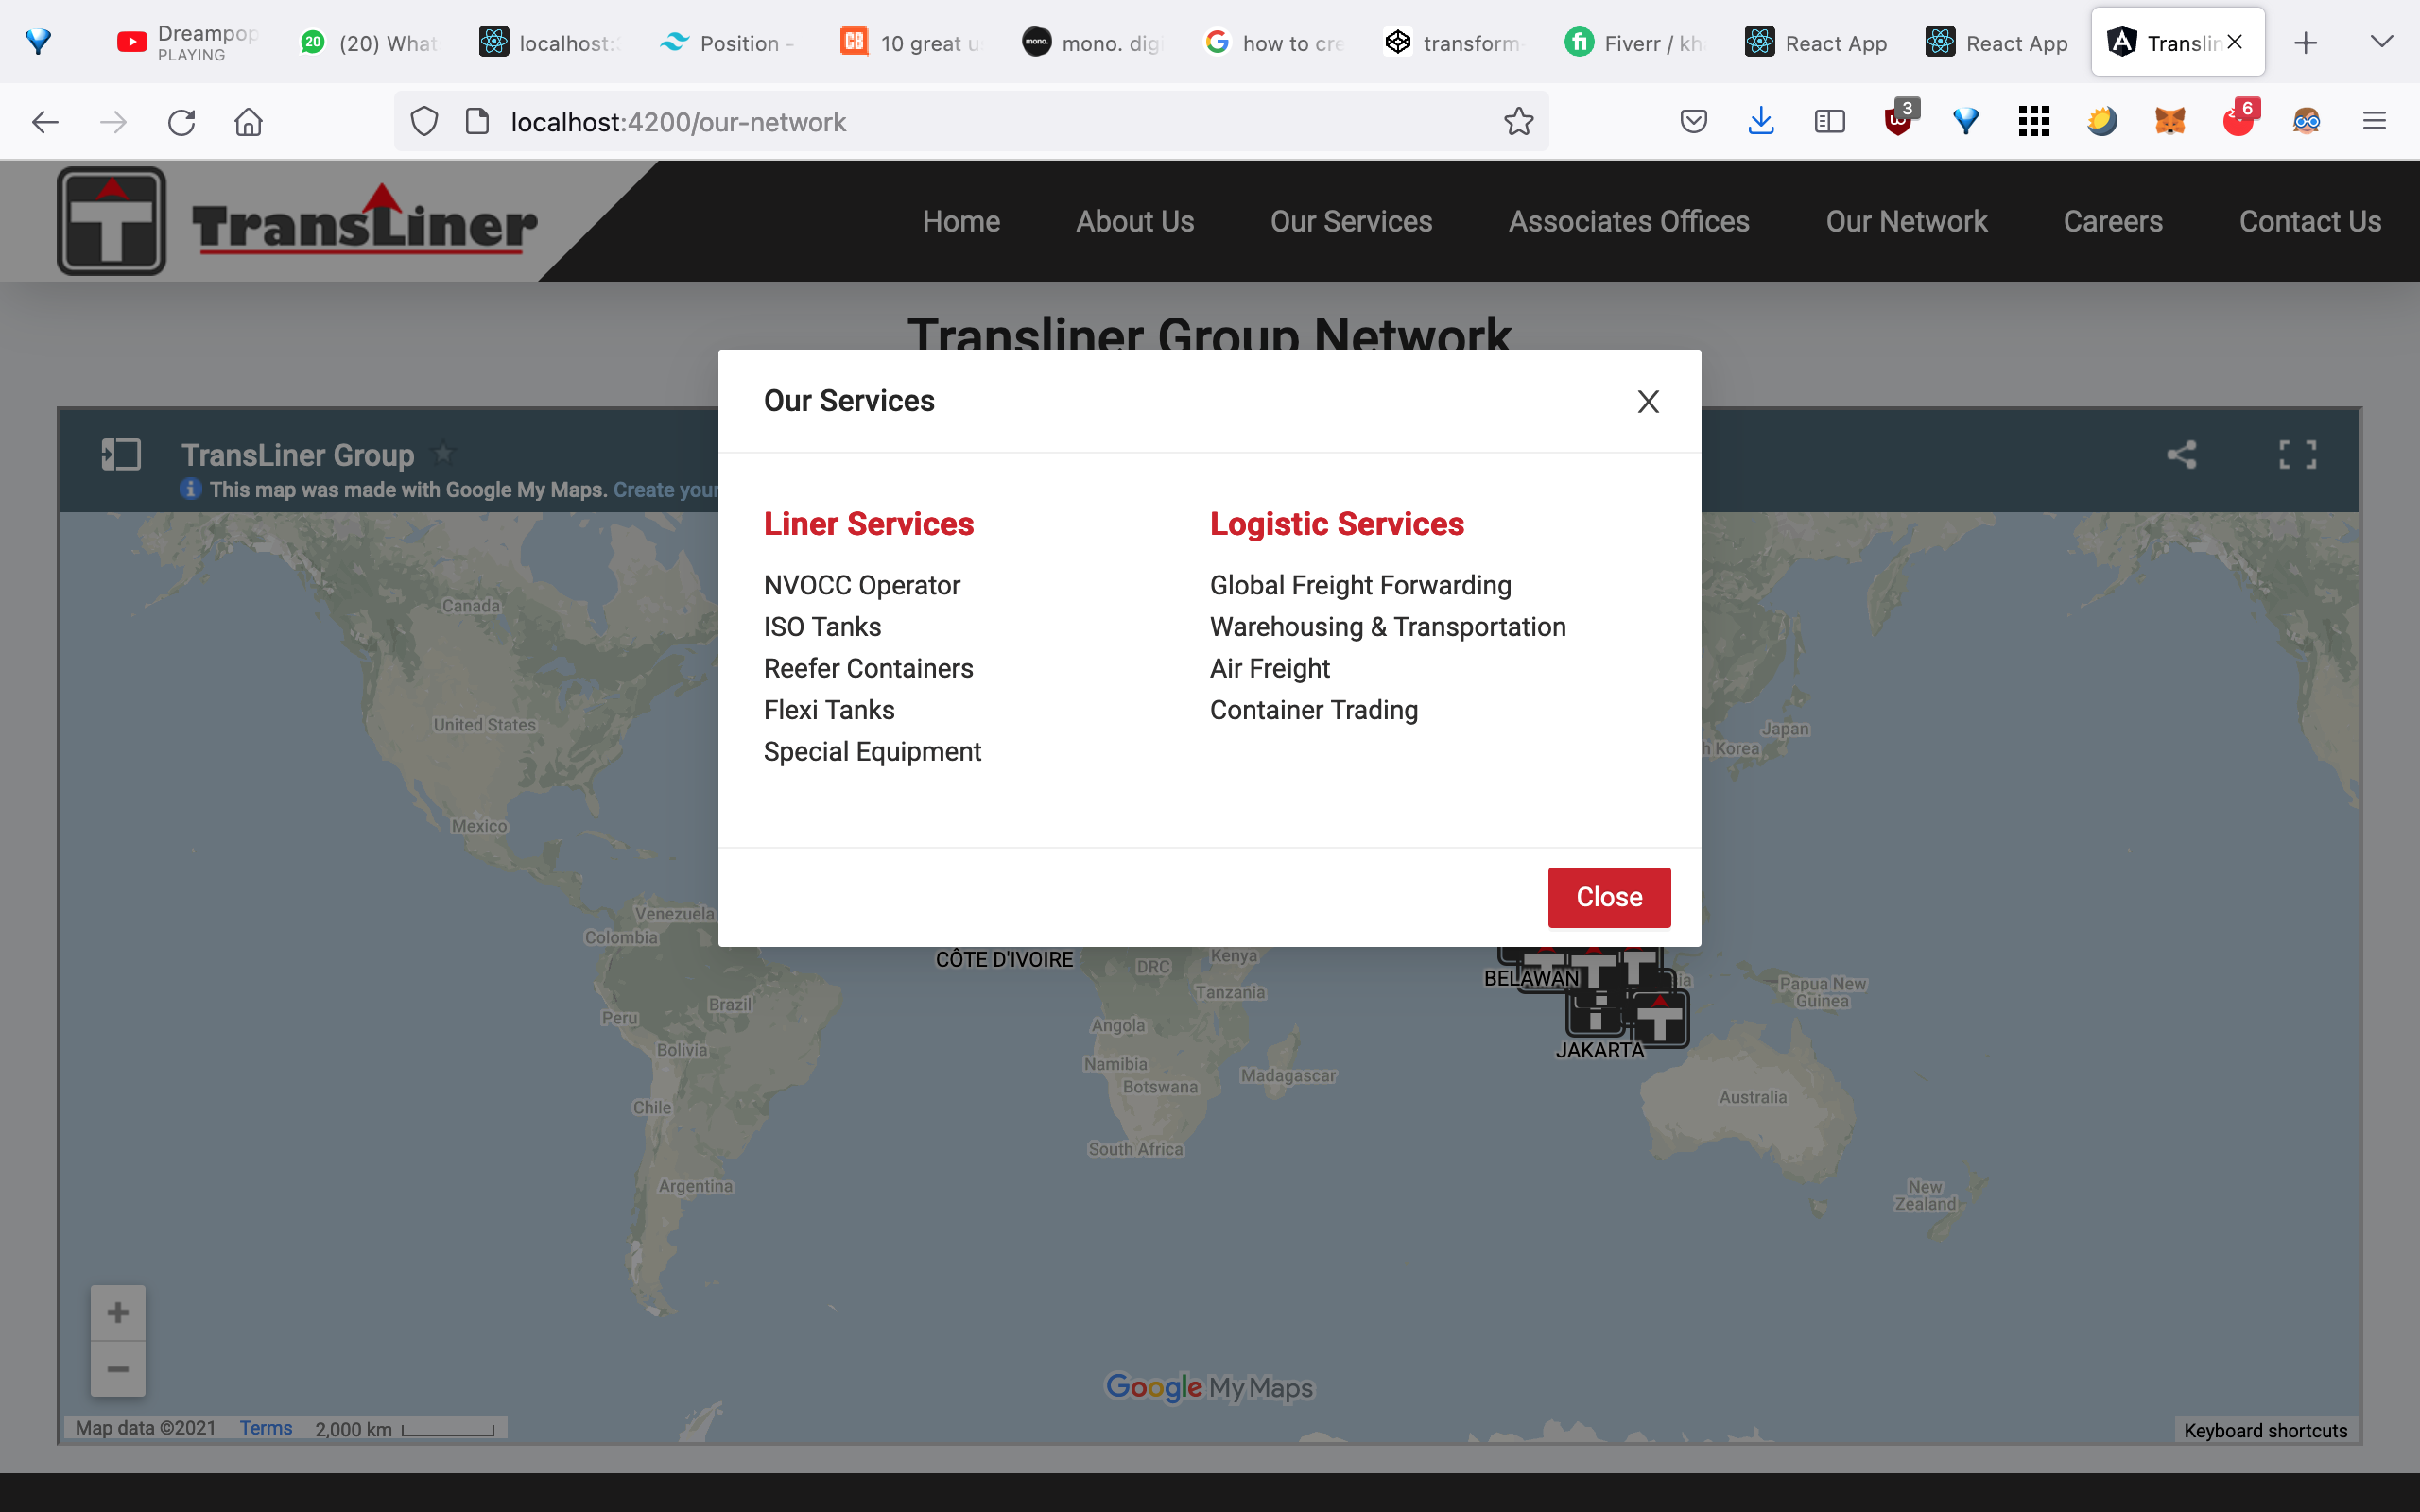 Dreampop
PLAYING
20
(20) What
localhost:3
Position -
CB
10 great u
mono.
mono. digi
how to cre
transform-
fi
Fiverr / kh
React App
React App
Translin
localhost:4200/our-network
3
6
T TransLiner
Home
About Us
Our Services
Associates Offices
Our Network
Careers
Contact Us
Transliner Group Network
TransLiner Group
This map was made with Google My Maps. Create your
Our Services
X
Liner Services
NVOCC Operator
ISO Tanks
Reefer Containers
Flexi Tanks
Special Equipment
Logistic Services
Global Freight Forwarding
Warehousing & Transportation
Air Freight
Container Trading
Close
Canada
United States
Mexico
Venezuela
Colombia
Brazil
Peru
Bolivia
Chile
Argentina
CÔTE D'IVOIRE
DRC
Kenya
Tanzania
Angola
Namibia
Botswana
Madagascar
South Africa
h Korea
Japan
BELAWAN
JAKARTA
Papua New
Guinea
Australia
New
Zealand
+
−
Google My Maps
Map data ©2021
Terms
2,000 km
Keyboard shortcuts